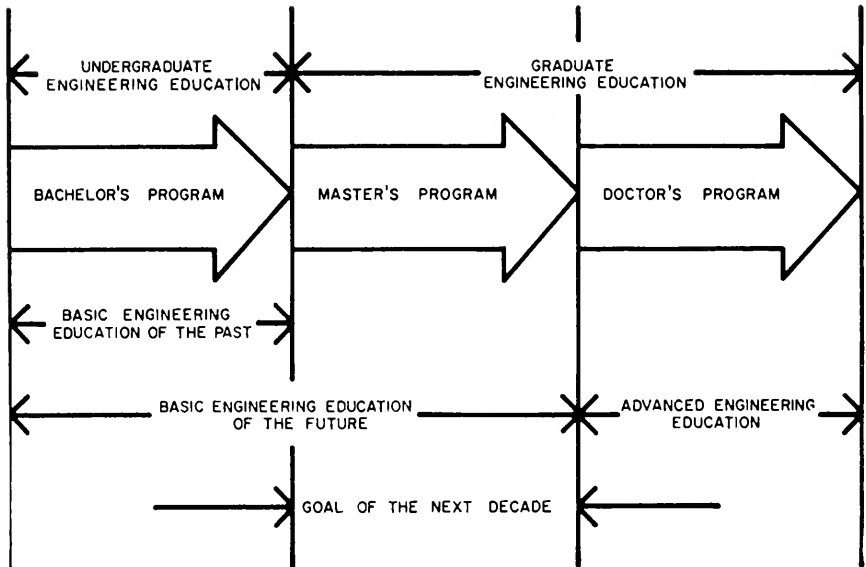 UNDERGRADUATE
ENGINEERING EDUCATION
GRADUATE
ENGINEERING EDUCATION
BACHELOR'S PROGRAM
MASTER'S PROGRAM
DOCTOR'S PROGRAM
BASIC ENGINEERING
EDUCATION OF THE PAST
BASIC ENGINEERING EDUCATION
OF THE FUTURE
ADVANCED ENGINEERING
EDUCATION
GOAL OF THE NEXT DECADE